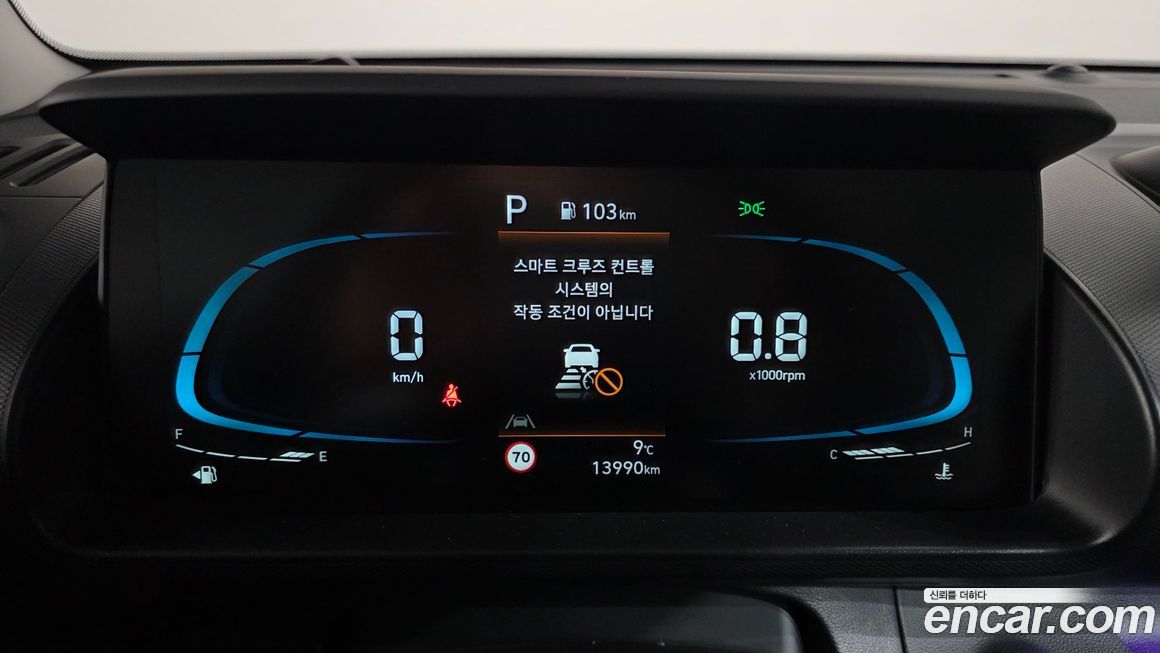 P 103 km
스마트 크루즈 컨트롤
시스템의
작동 조건이 아닙니다
0
km/h
0.8
x1000rpm
F
E
70
9℃
13990km
C
H
신뢰를 더하다
encar.com